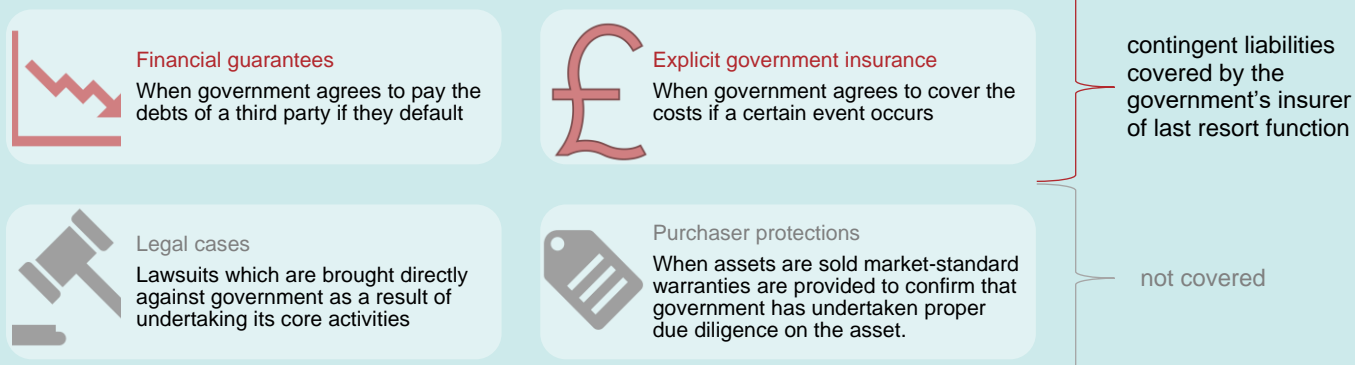 Financial guarantees
When government agrees to pay the
debts of a third party if they default
Explicit government insurance
When government agrees to cover the
costs if a certain event occurs
contingent liabilities
covered by the
government's insurer
of last resort function
Legal cases
Lawsuits which are brought directly
against government as a result of
undertaking its core activities
Purchaser protections
When assets are sold market-standard
warranties are provided to confirm that
government has undertaken proper
due diligence on the asset.
not covered